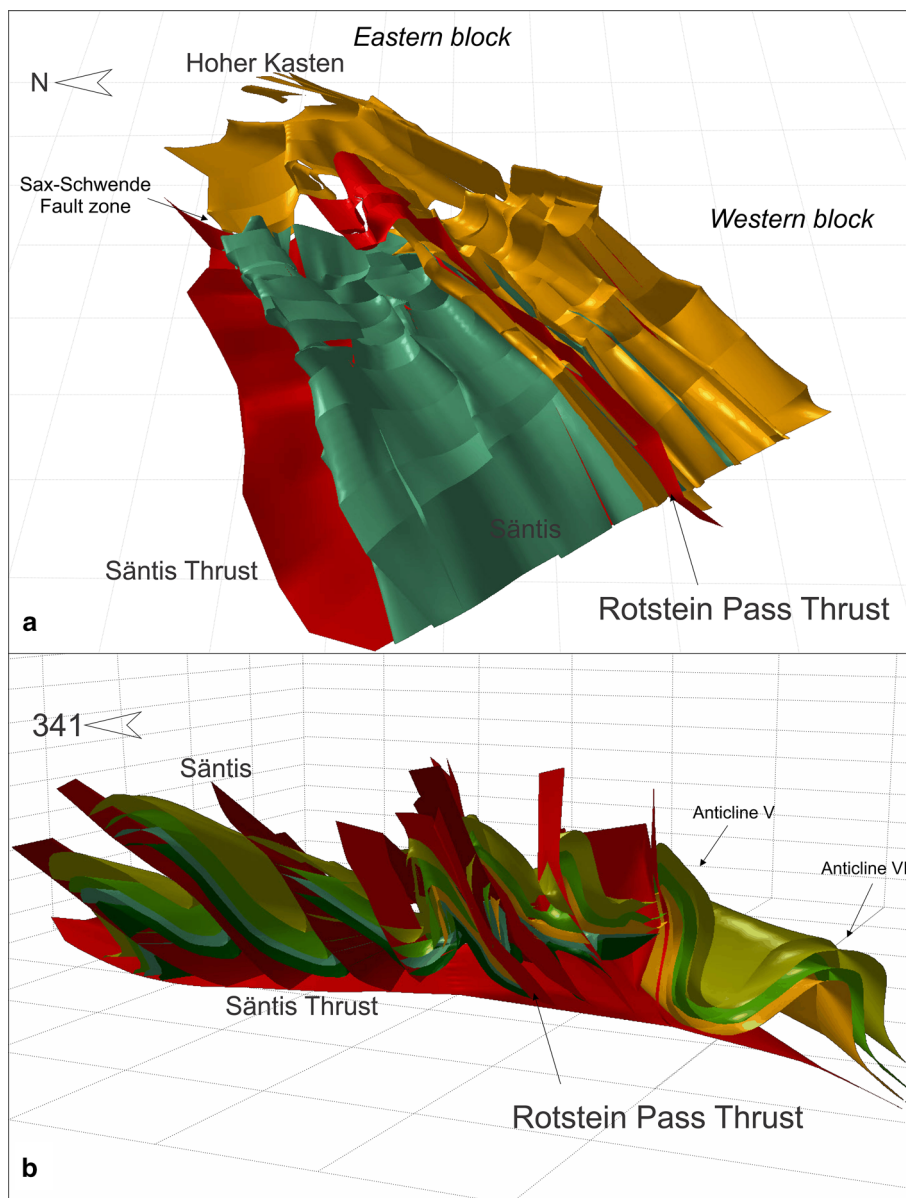 Eastern block
Hoher Kasten
N
Sax-Schwende
Fault zone
Western block
Säntis
Säntis Thrust
Rotstein Pass Thrust
a
341
Säntis
Anticline V
Anticline VI
Säntis Thrust
Rotstein Pass Thrust
b